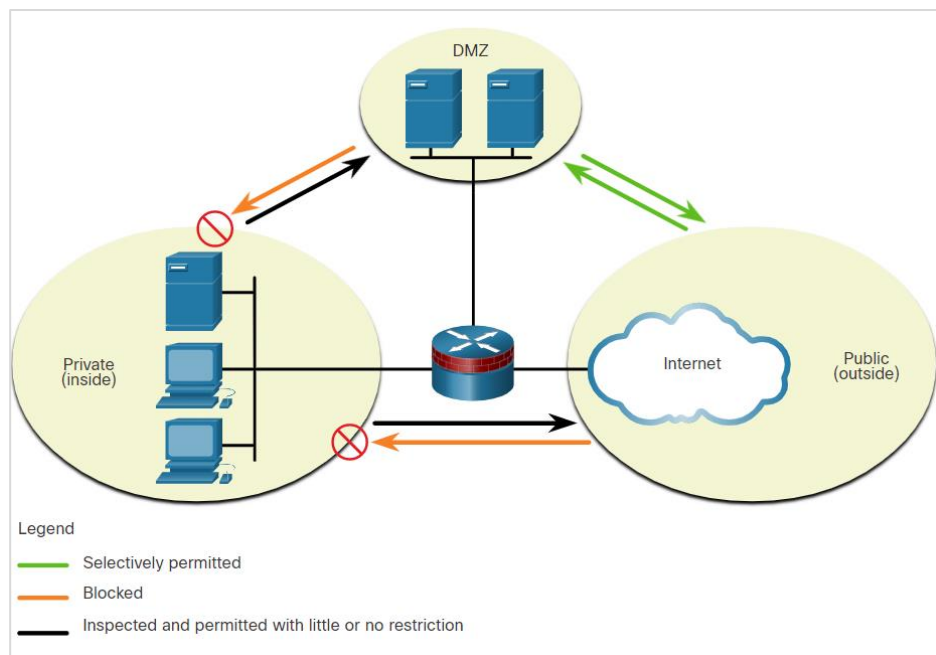 DMZ
Private
(inside)
Internet
Public
(outside)
Legend
Selectively permitted
Blocked
Inspected and permitted with little or no restriction